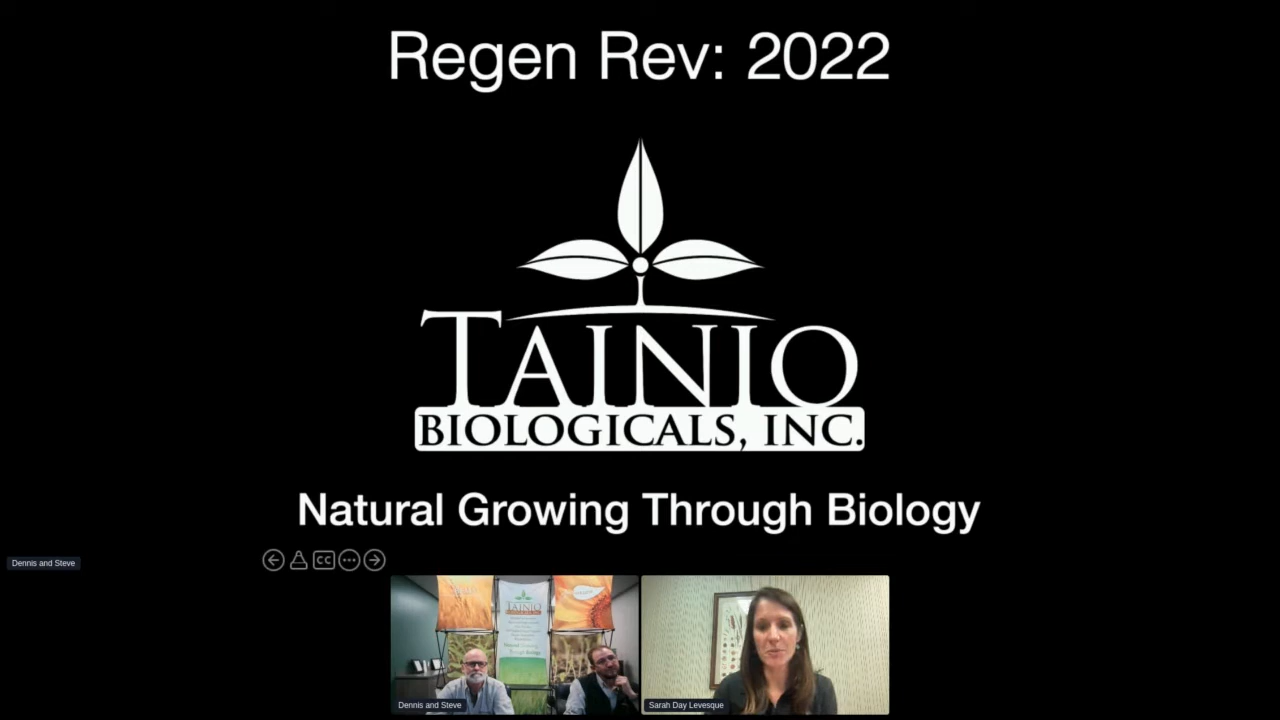 Regen Rev: 2022
TAINIO
BIOLOGICALS, INC.
Natural Growing Through Biology
Dennis and Steve
CC
TAINIO
Dennis and Steve
Sarah Day Levesque